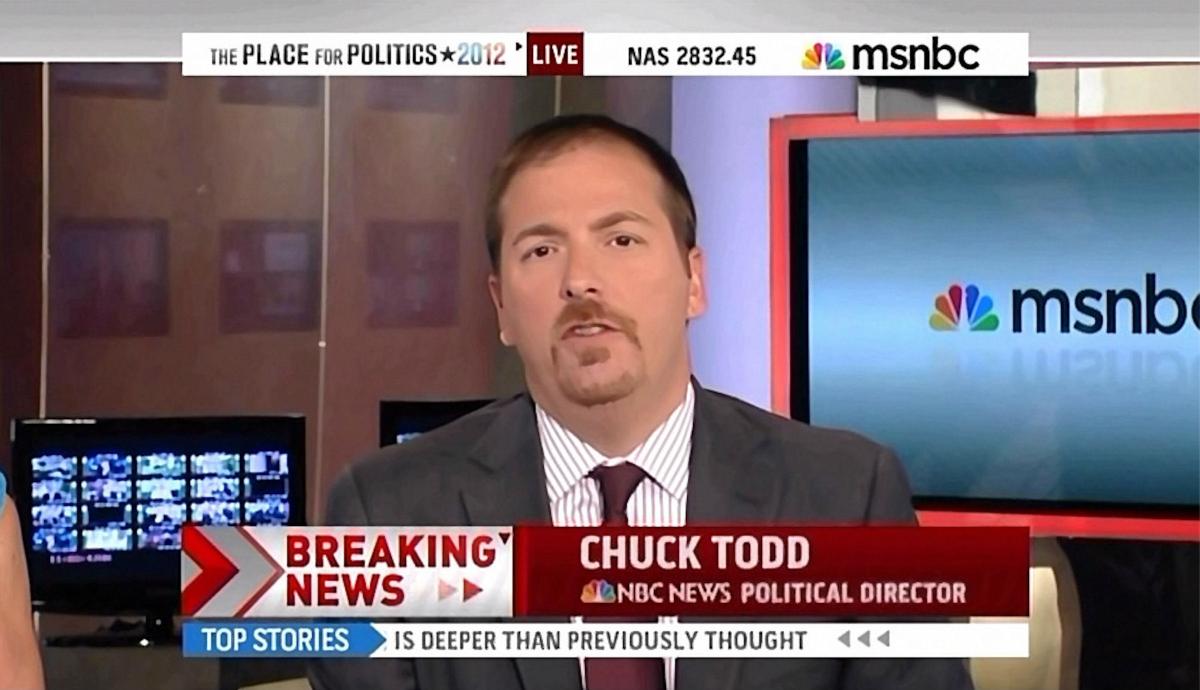 THE PLACE FOR POLITICS★2012 LIVE NAS 2832.45 msnbc
msnbc
BREAKING NEWS
CHUCK TODD
NBC NEWS POLITICAL DIRECTOR
TOP STORIES IS DEEPER THAN PREVIOUSLY THOUGHT